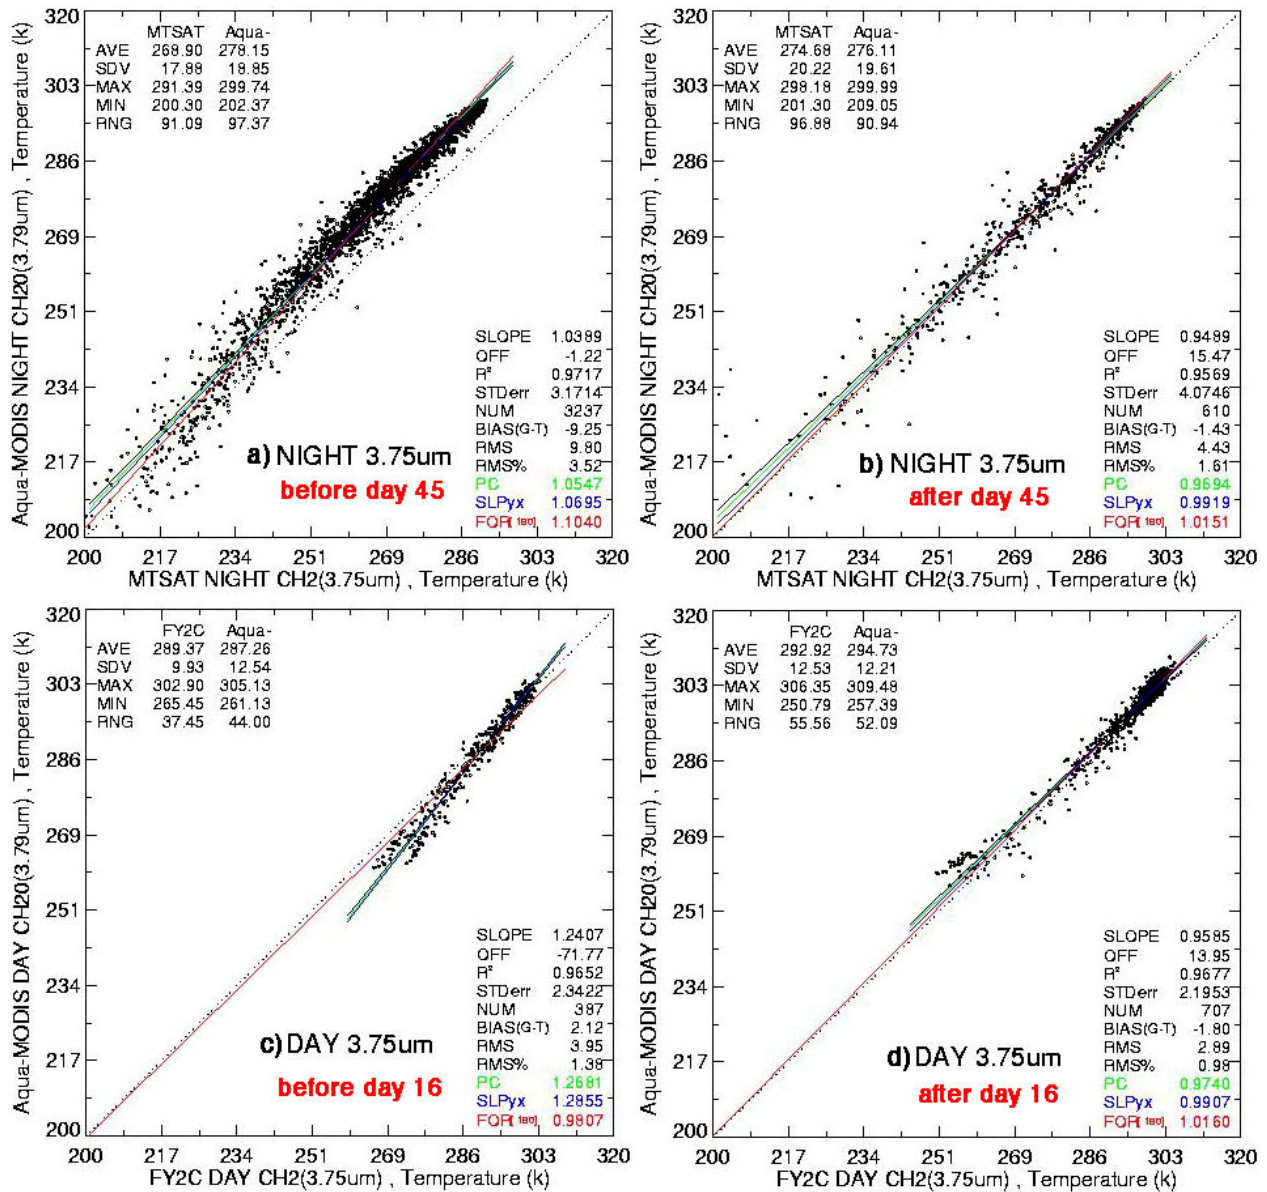 MTSAT Aqua-
AVE 268.90 278.15
SDV 17.88 18.85
MAX 291.39 299.74
MIN 200.30 202.37
RNG 91.09 97.37
SLOPE 1.0389
OFF -1.22
R² 0.9717
STDerr 3.1714
NUM 3237
BIAS(G-T) -9.25
RMS 9.80
RMS% 3.52
PC 1.0547
SLPyx 1.0695
FOR[ 180] 1.1040
a) NIGHT 3.75um
before day 45
320
303
286
269
251
234
217
200
200 217 234 251 269 286 303 320
Aqua-MODIS NIGHT CH20(3.79um) , Temperature (k)
MTSAT NIGHT CH2(3.75um) , Temperature (k)
MTSAT Aqua-
AVE 274.68 276.11
SDV 20.22 19.61
MAX 298.18 299.99
MIN 201.30 209.05
RNG 96.88 90.94
SLOPE 0.9489
OFF 15.47
R² 0.9569
STDerr 4.0746
NUM 610
BIAS(G-T) -1.43
RMS 4.43
RMS% 1.61
PC 0.9694
SLPyx 0.9919
FOR[ 180] 1.0151
b) NIGHT 3.75um
after day 45
320
303
286
269
251
234
217
200
200 217 234 251 269 286 303 320
Aqua-MODIS NIGHT CH20(3.79um) , Temperature (k)
MTSAT NIGHT CH2(3.75um) , Temperature (k)
FY2C Aqua-
AVE 289.37 287.26
SDV 9.93 12.54
MAX 302.90 305.13
MIN 265.45 261.13
RNG 37.45 44.00
SLOPE 1.2407
OFF -71.77
R² 0.9652
STDerr 2.3422
NUM 387
BIAS(G-T) 2.12
RMS 3.95
RMS% 1.38
PC 1.2681
SLPyx 1.2855
FOR[ 180] 0.9807
c) DAY 3.75um
before day 16
320
303
286
269
251
234
217
200
200 217 234 251 269 286 303 320
Aqua-MODIS DAY CH20(3.79um) , Temperature (k)
FY2C DAY CH2(3.75um) , Temperature (k)
FY2C Aqua-
AVE 292.92 294.73
SDV 12.53 12.21
MAX 306.35 309.48
MIN 250.79 257.39
RNG 55.56 52.09
SLOPE 0.9585
OFF 13.95
R² 0.9677
STDerr 2.1953
NUM 707
BIAS(G-T) -1.80
RMS 2.89
RMS% 0.98
PC 0.9740
SLPyx 0.9907
FOR[ 180] 1.0160
d) DAY 3.75um
after day 16
320
303
286
269
251
234
217
200
200 217 234 251 269 286 303 320
Aqua-MODIS DAY CH20(3.79um) , Temperature (k)
FY2C DAY CH2(3.75um) , Temperature (k)